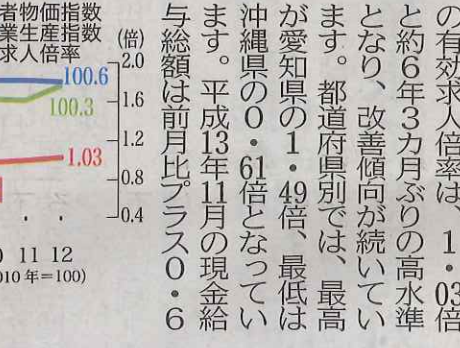 者物価指数
業生産指数
求人倍率
(倍)
2.0
1.6
1.2
0.8
0.4
100.6
100.3
1.03
11 12
010年=100)
の有効求人倍率は、1・03倍
と約6年3カ月ぶりの高水準
となり、改善傾向が続いてい
ます。都道府県別では、最高
が愛知県の1・49倍、最低は
沖縄県の0・61倍となってい
ます。平成13年11月の現金給
与総額は前月比プラス0・6